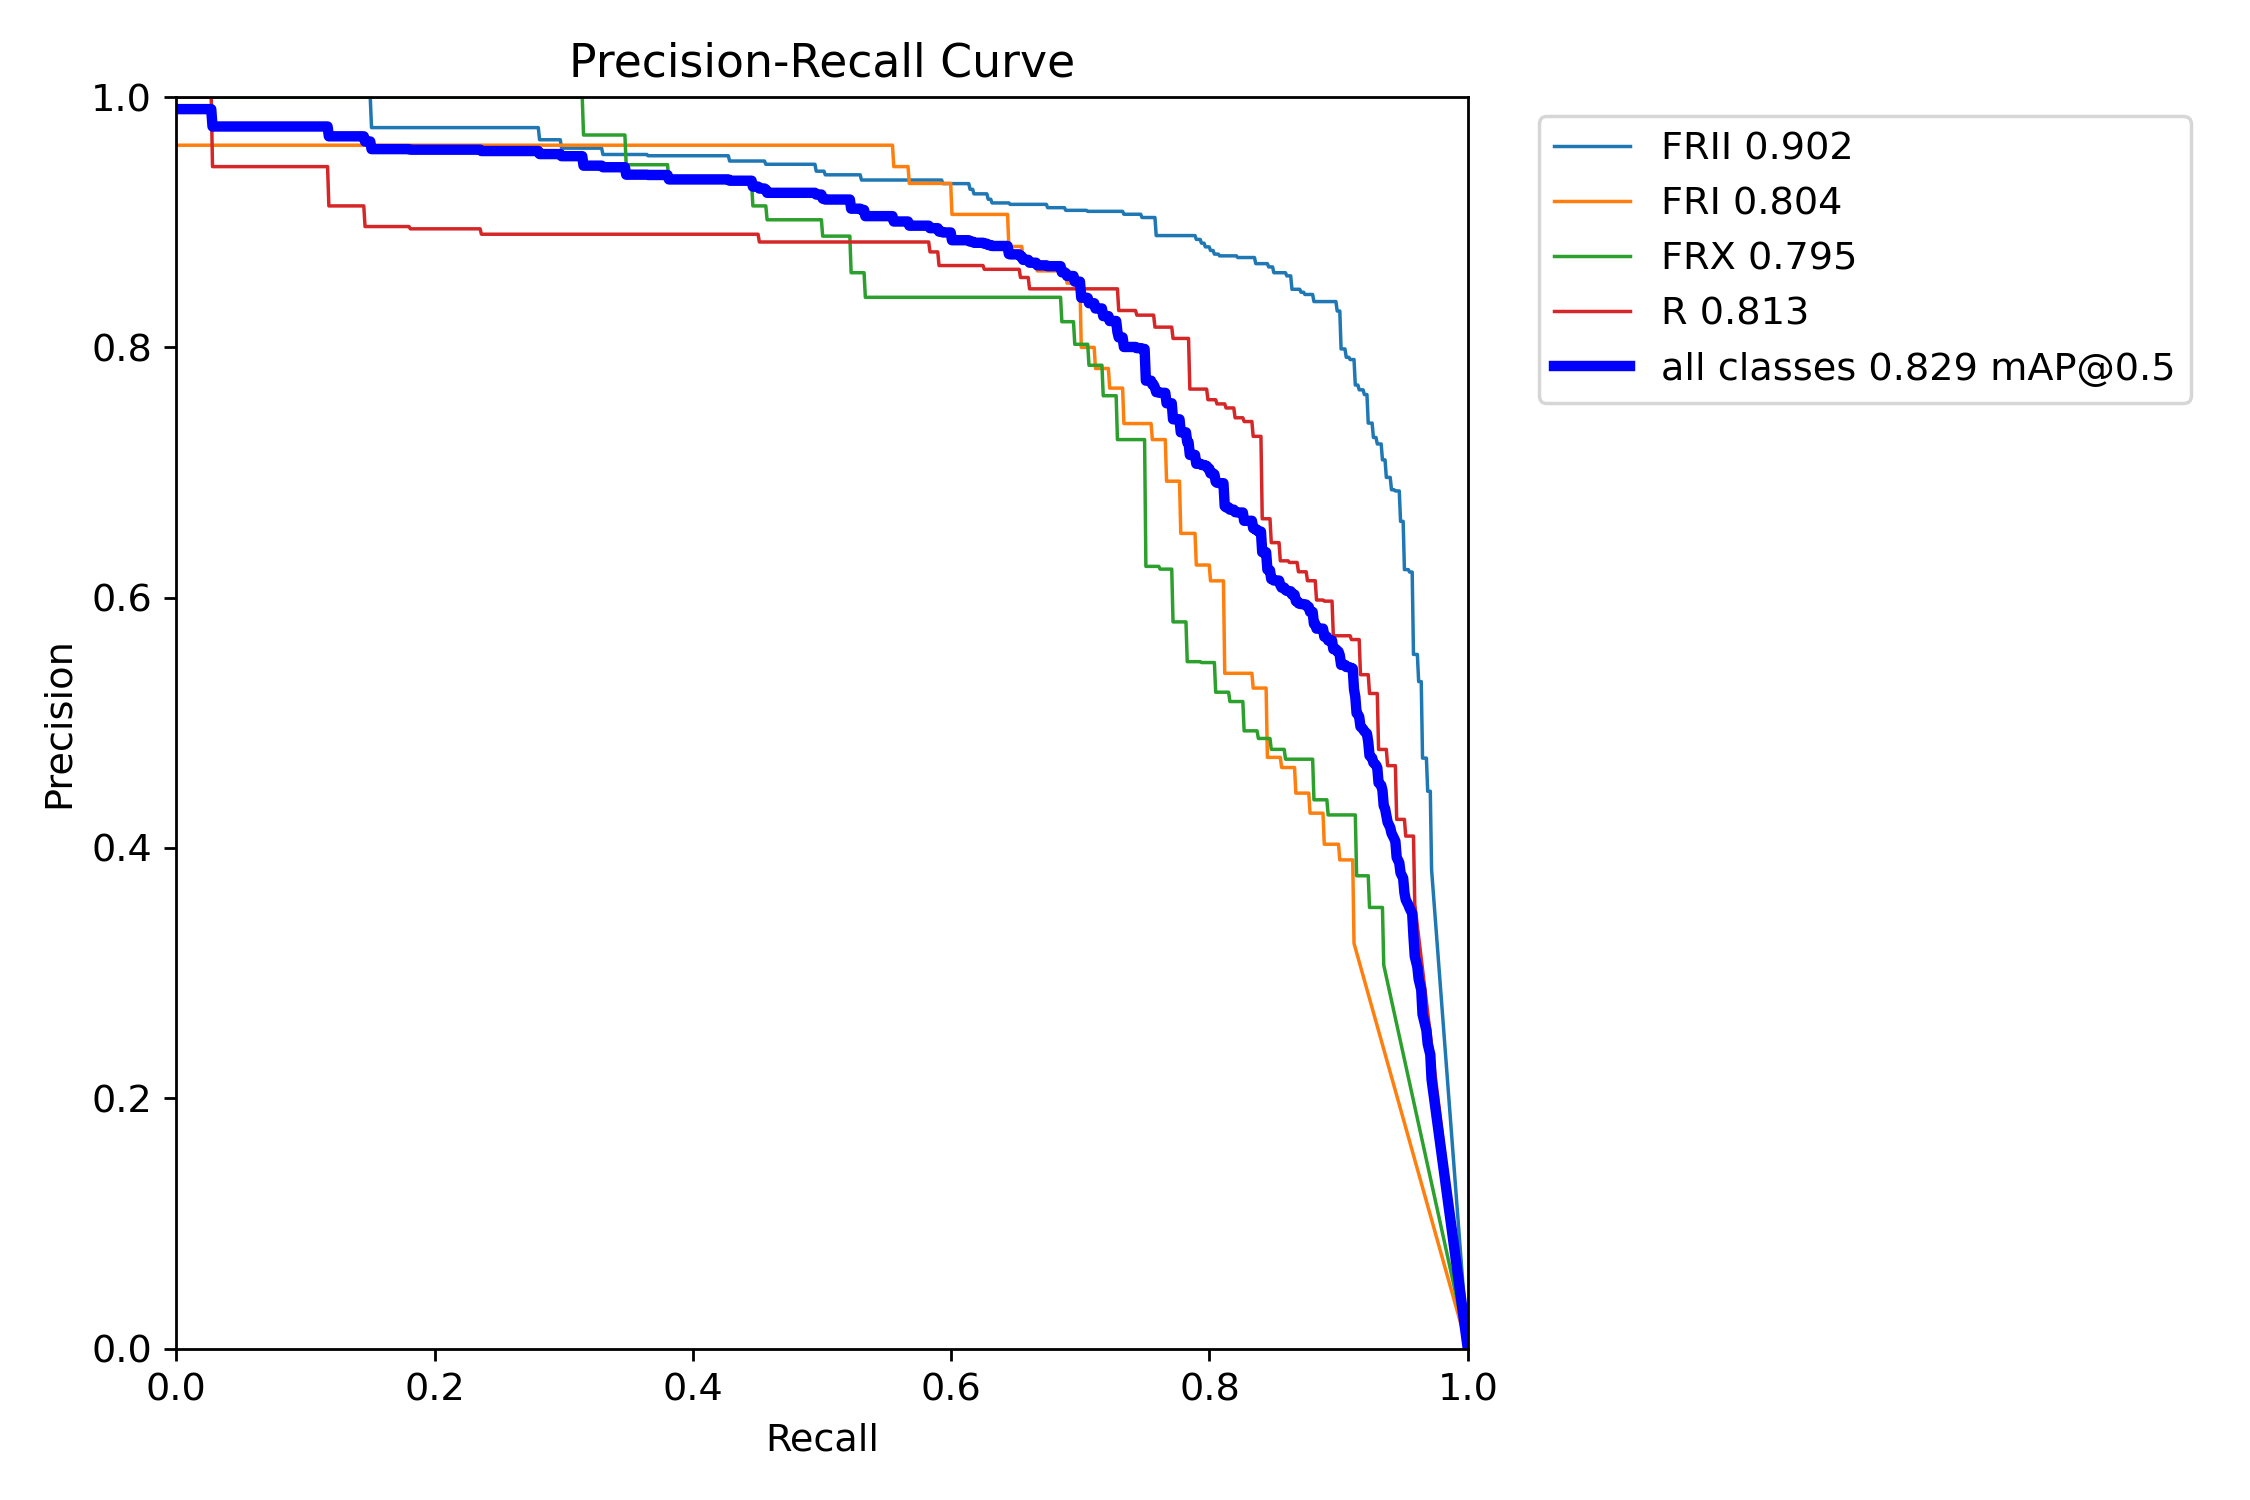 Precision-Recall Curve
1.0
0.8
0.6
0.4
0.2
0.0
Precision
0.0 0.2 0.4 0.6 0.8 1.0
Recall
FRII 0.902
FRI 0.804
FRX 0.795
R 0.813
all classes 0.829 mAP@0.5